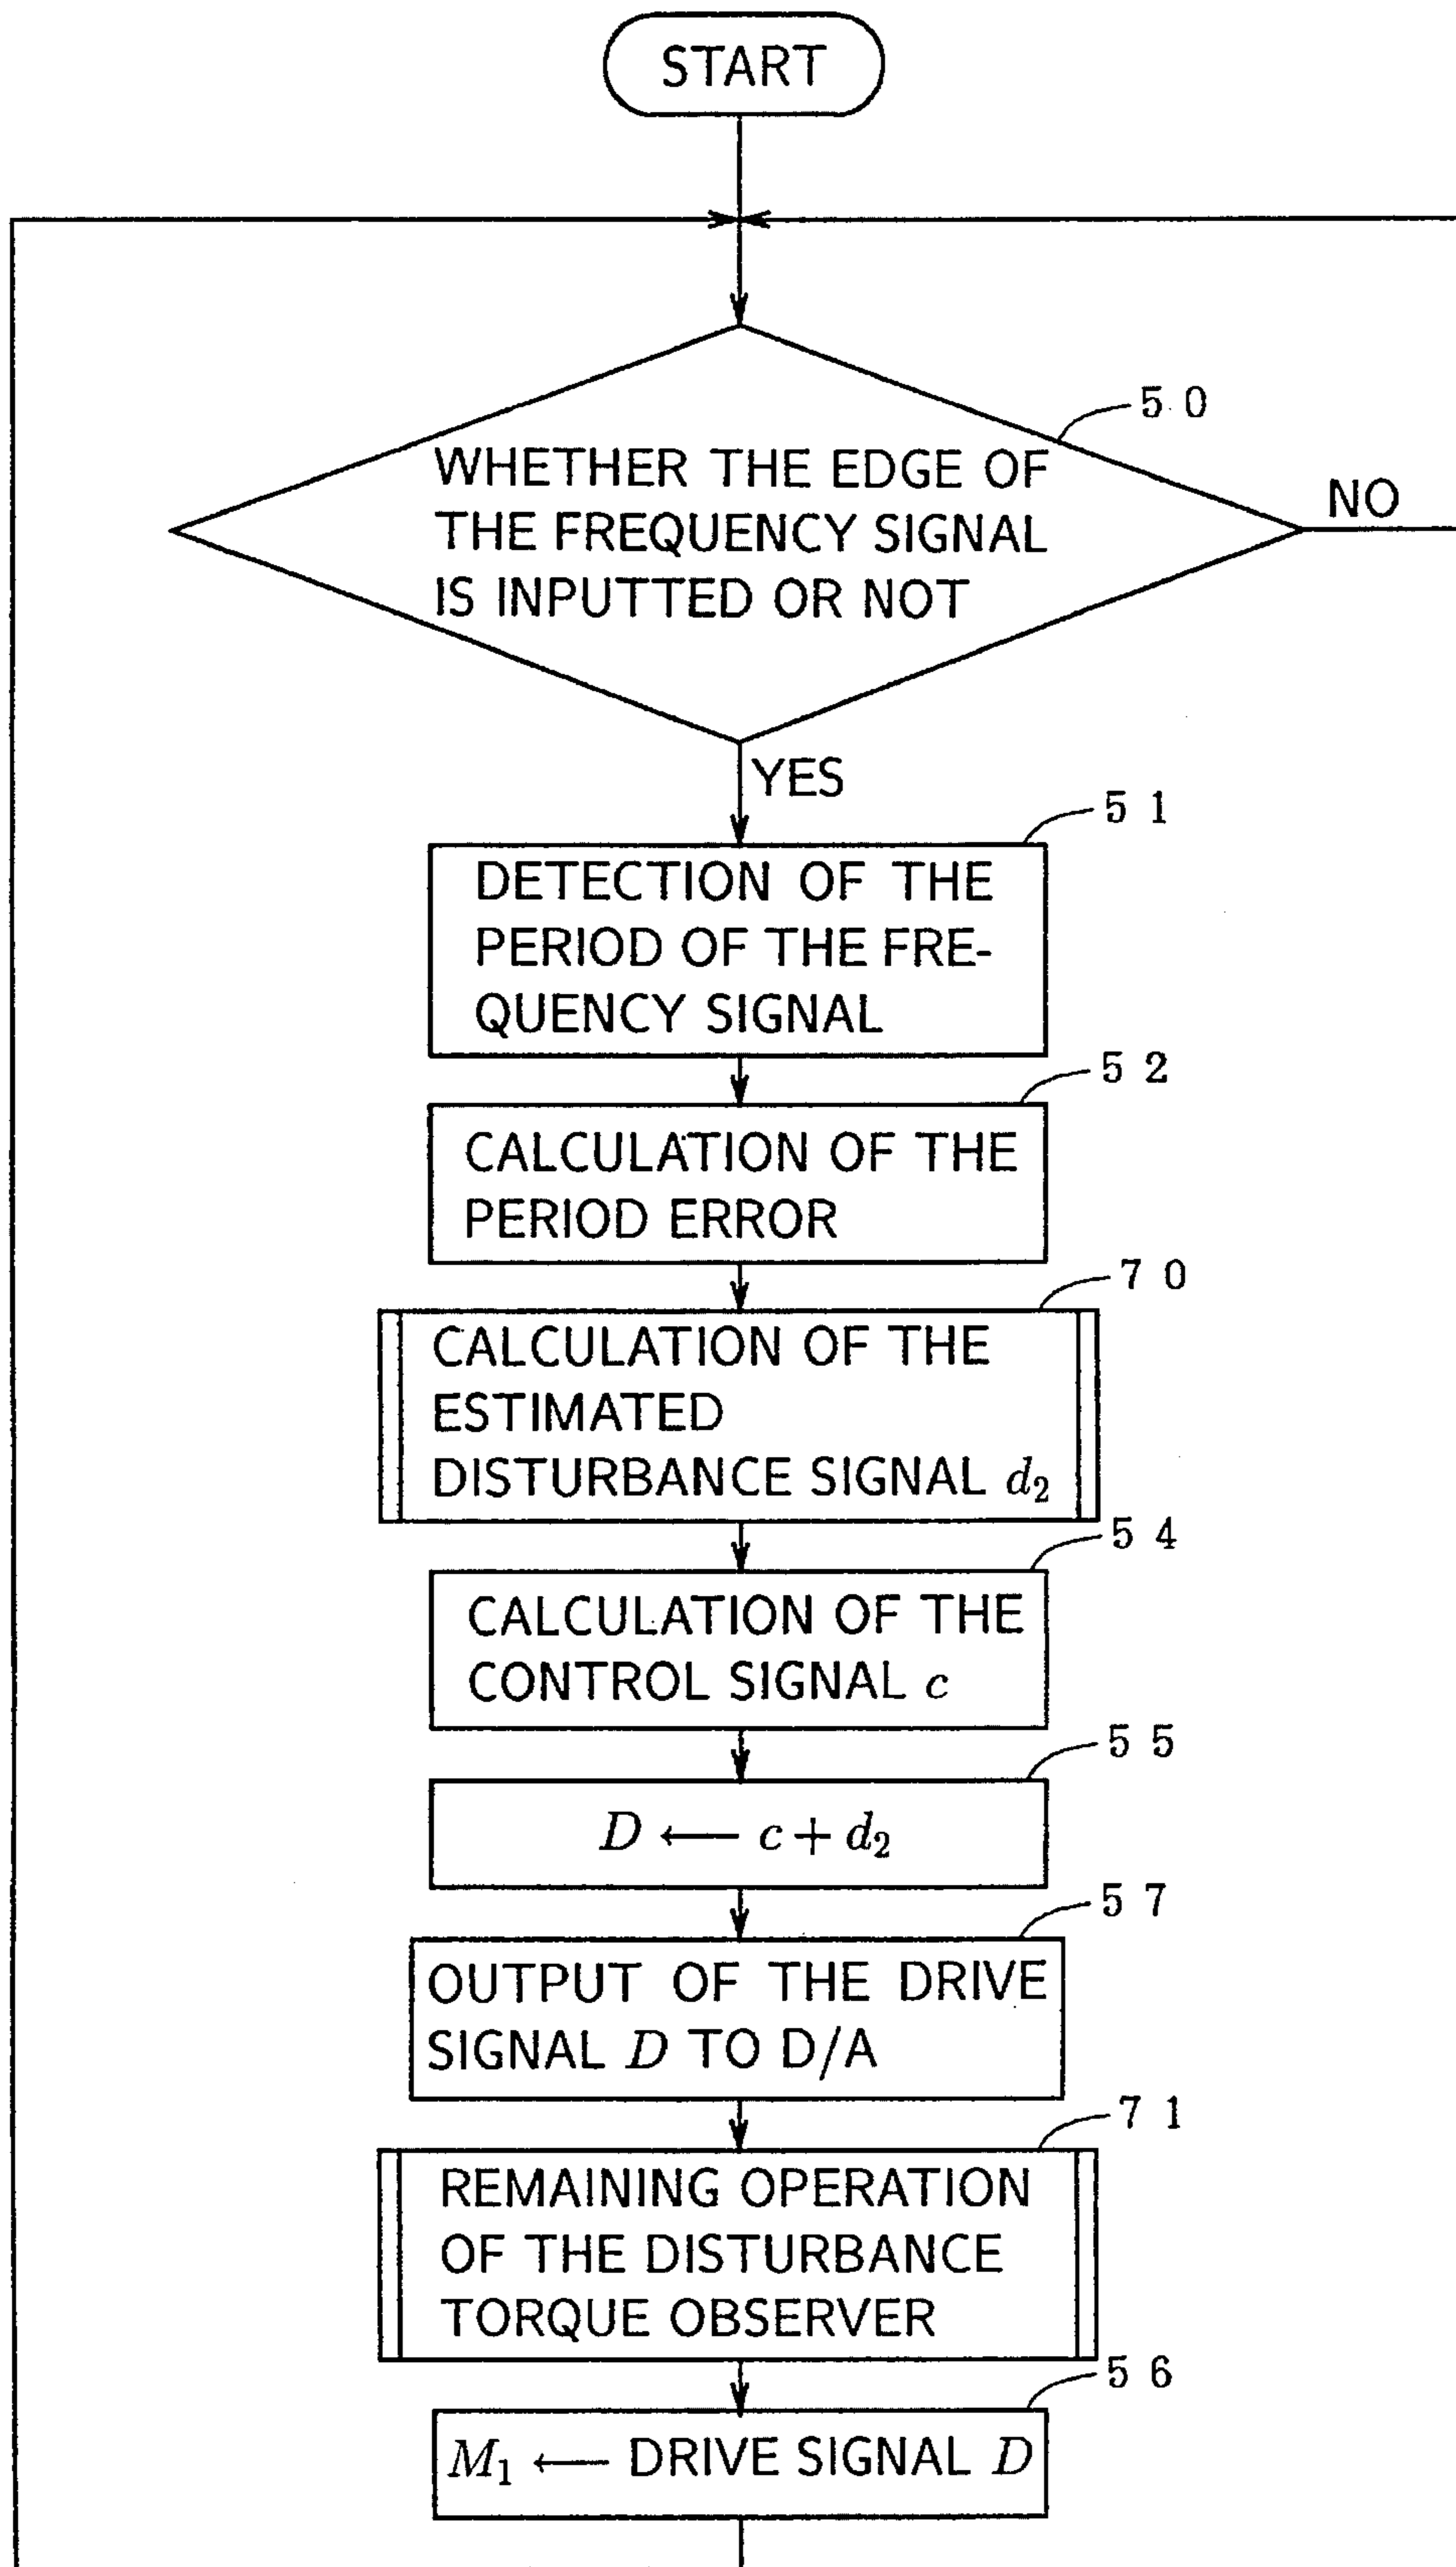 START
5 0
WHETHER THE EDGE OF
THE FREQUENCY SIGNAL
IS INPUTTED OR NOT
NO
YES
5 1
DETECTION OF THE
PERIOD OF THE FRE-
QUENCY SIGNAL
5 2
CALCULATION OF THE
PERIOD ERROR
7 0
CALCULATION OF THE
ESTIMATED
DISTURBANCE SIGNAL d₂
5 4
CALCULATION OF THE
CONTROL SIGNAL c
5 5
D ⟵ c + d₂
5 7
OUTPUT OF THE DRIVE
SIGNAL D TO D/A
7 1
REMAINING OPERATION
OF THE DISTURBANCE
TORQUE OBSERVER
5 6
M₁ ⟵ DRIVE SIGNAL D